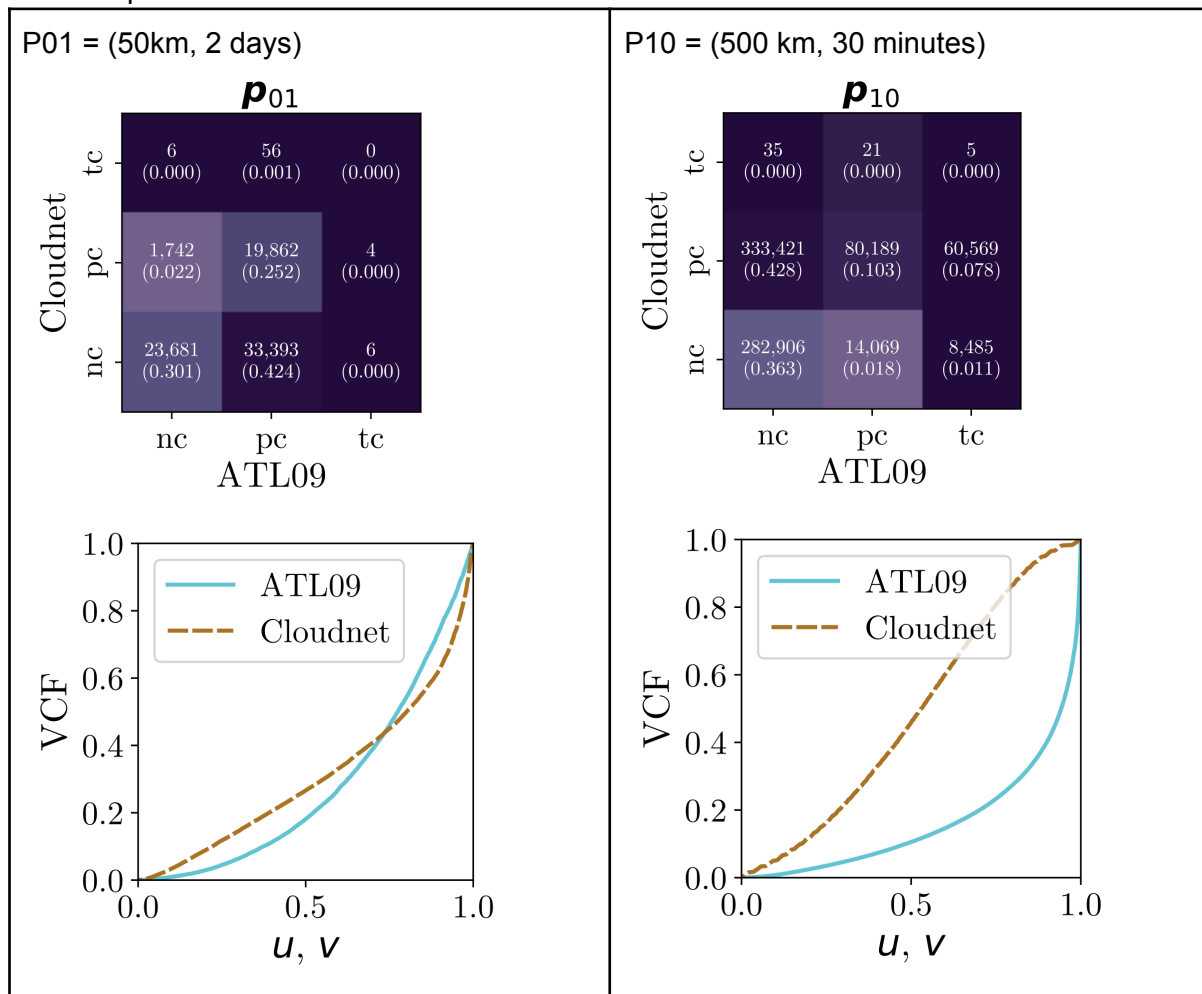 P01 = (50km, 2 days)
p01
Cloudnet
tc
pc
nc
6
(0.000)
56
(0.001)
0
(0.000)
1,742
(0.022)
19,862
(0.252)
4
(0.000)
23,681
(0.301)
33,393
(0.424)
6
(0.000)
nc pc tc
ATL09
VCF
1.0
0.8
0.6
0.4
0.2
0.0
ATL09
Cloudnet
0.0 0.5 1.0
u, v
P10 = (500 km, 30 minutes)
p10
Cloudnet
tc
pc
nc
35
(0.000)
21
(0.000)
5
(0.000)
333,421
(0.428)
80,189
(0.103)
60,569
(0.078)
282,906
(0.363)
14,069
(0.018)
8,485
(0.011)
nc pc tc
ATL09
VCF
1.0
0.8
0.6
0.4
0.2
0.0
ATL09
Cloudnet
0.0 0.5 1.0
u, v